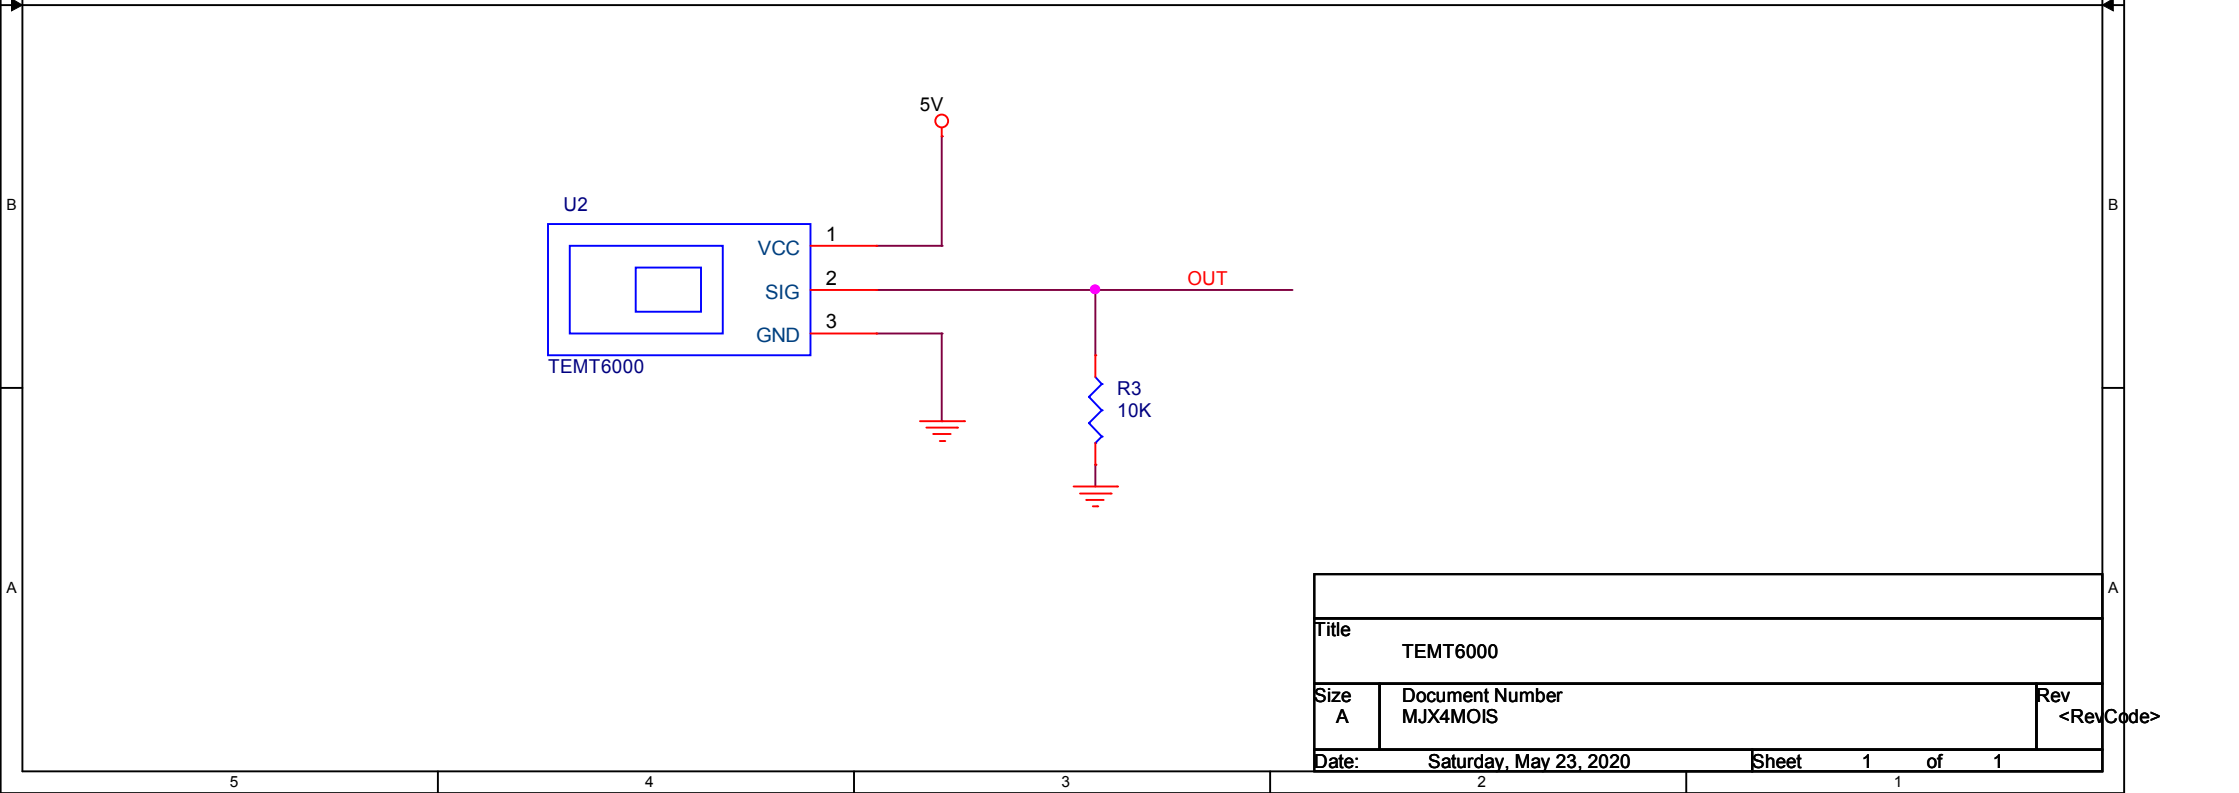 5V
U2
VCC
1
SIG
2
GND
3
TEMT6000
OUT
R3
10K
B
B
A
A
Title
TEMT6000
Size
A
Document Number
MJX4MOIS
Rev
<RevCode>
Date:
Saturday, May 23, 2020
Sheet 1 of 1
5
4
3
2
1